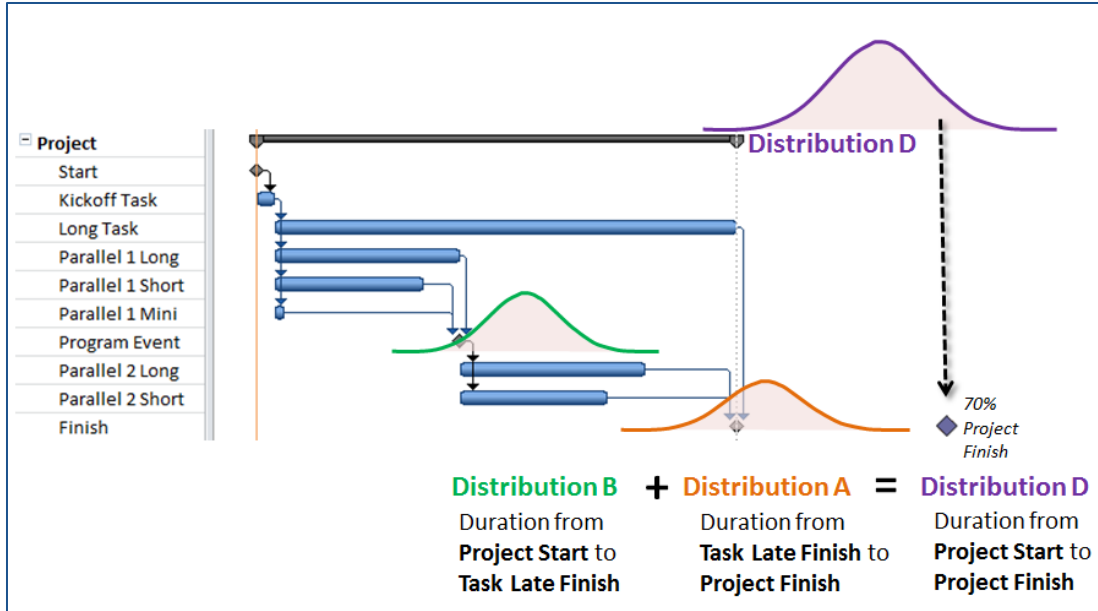 Project
Distribution D
Start
Kickoff Task
Long Task
Parallel 1 Long
Parallel 1 Short
Parallel 1 Mini
Program Event
Parallel 2 Long
Parallel 2 Short
Finish
70%
Project
Finish
Distribution B + Distribution A = Distribution D
Duration from Duration from Duration from
Project Start to Task Late Finish to Project Start to
Task Late Finish Project Finish Project Finish